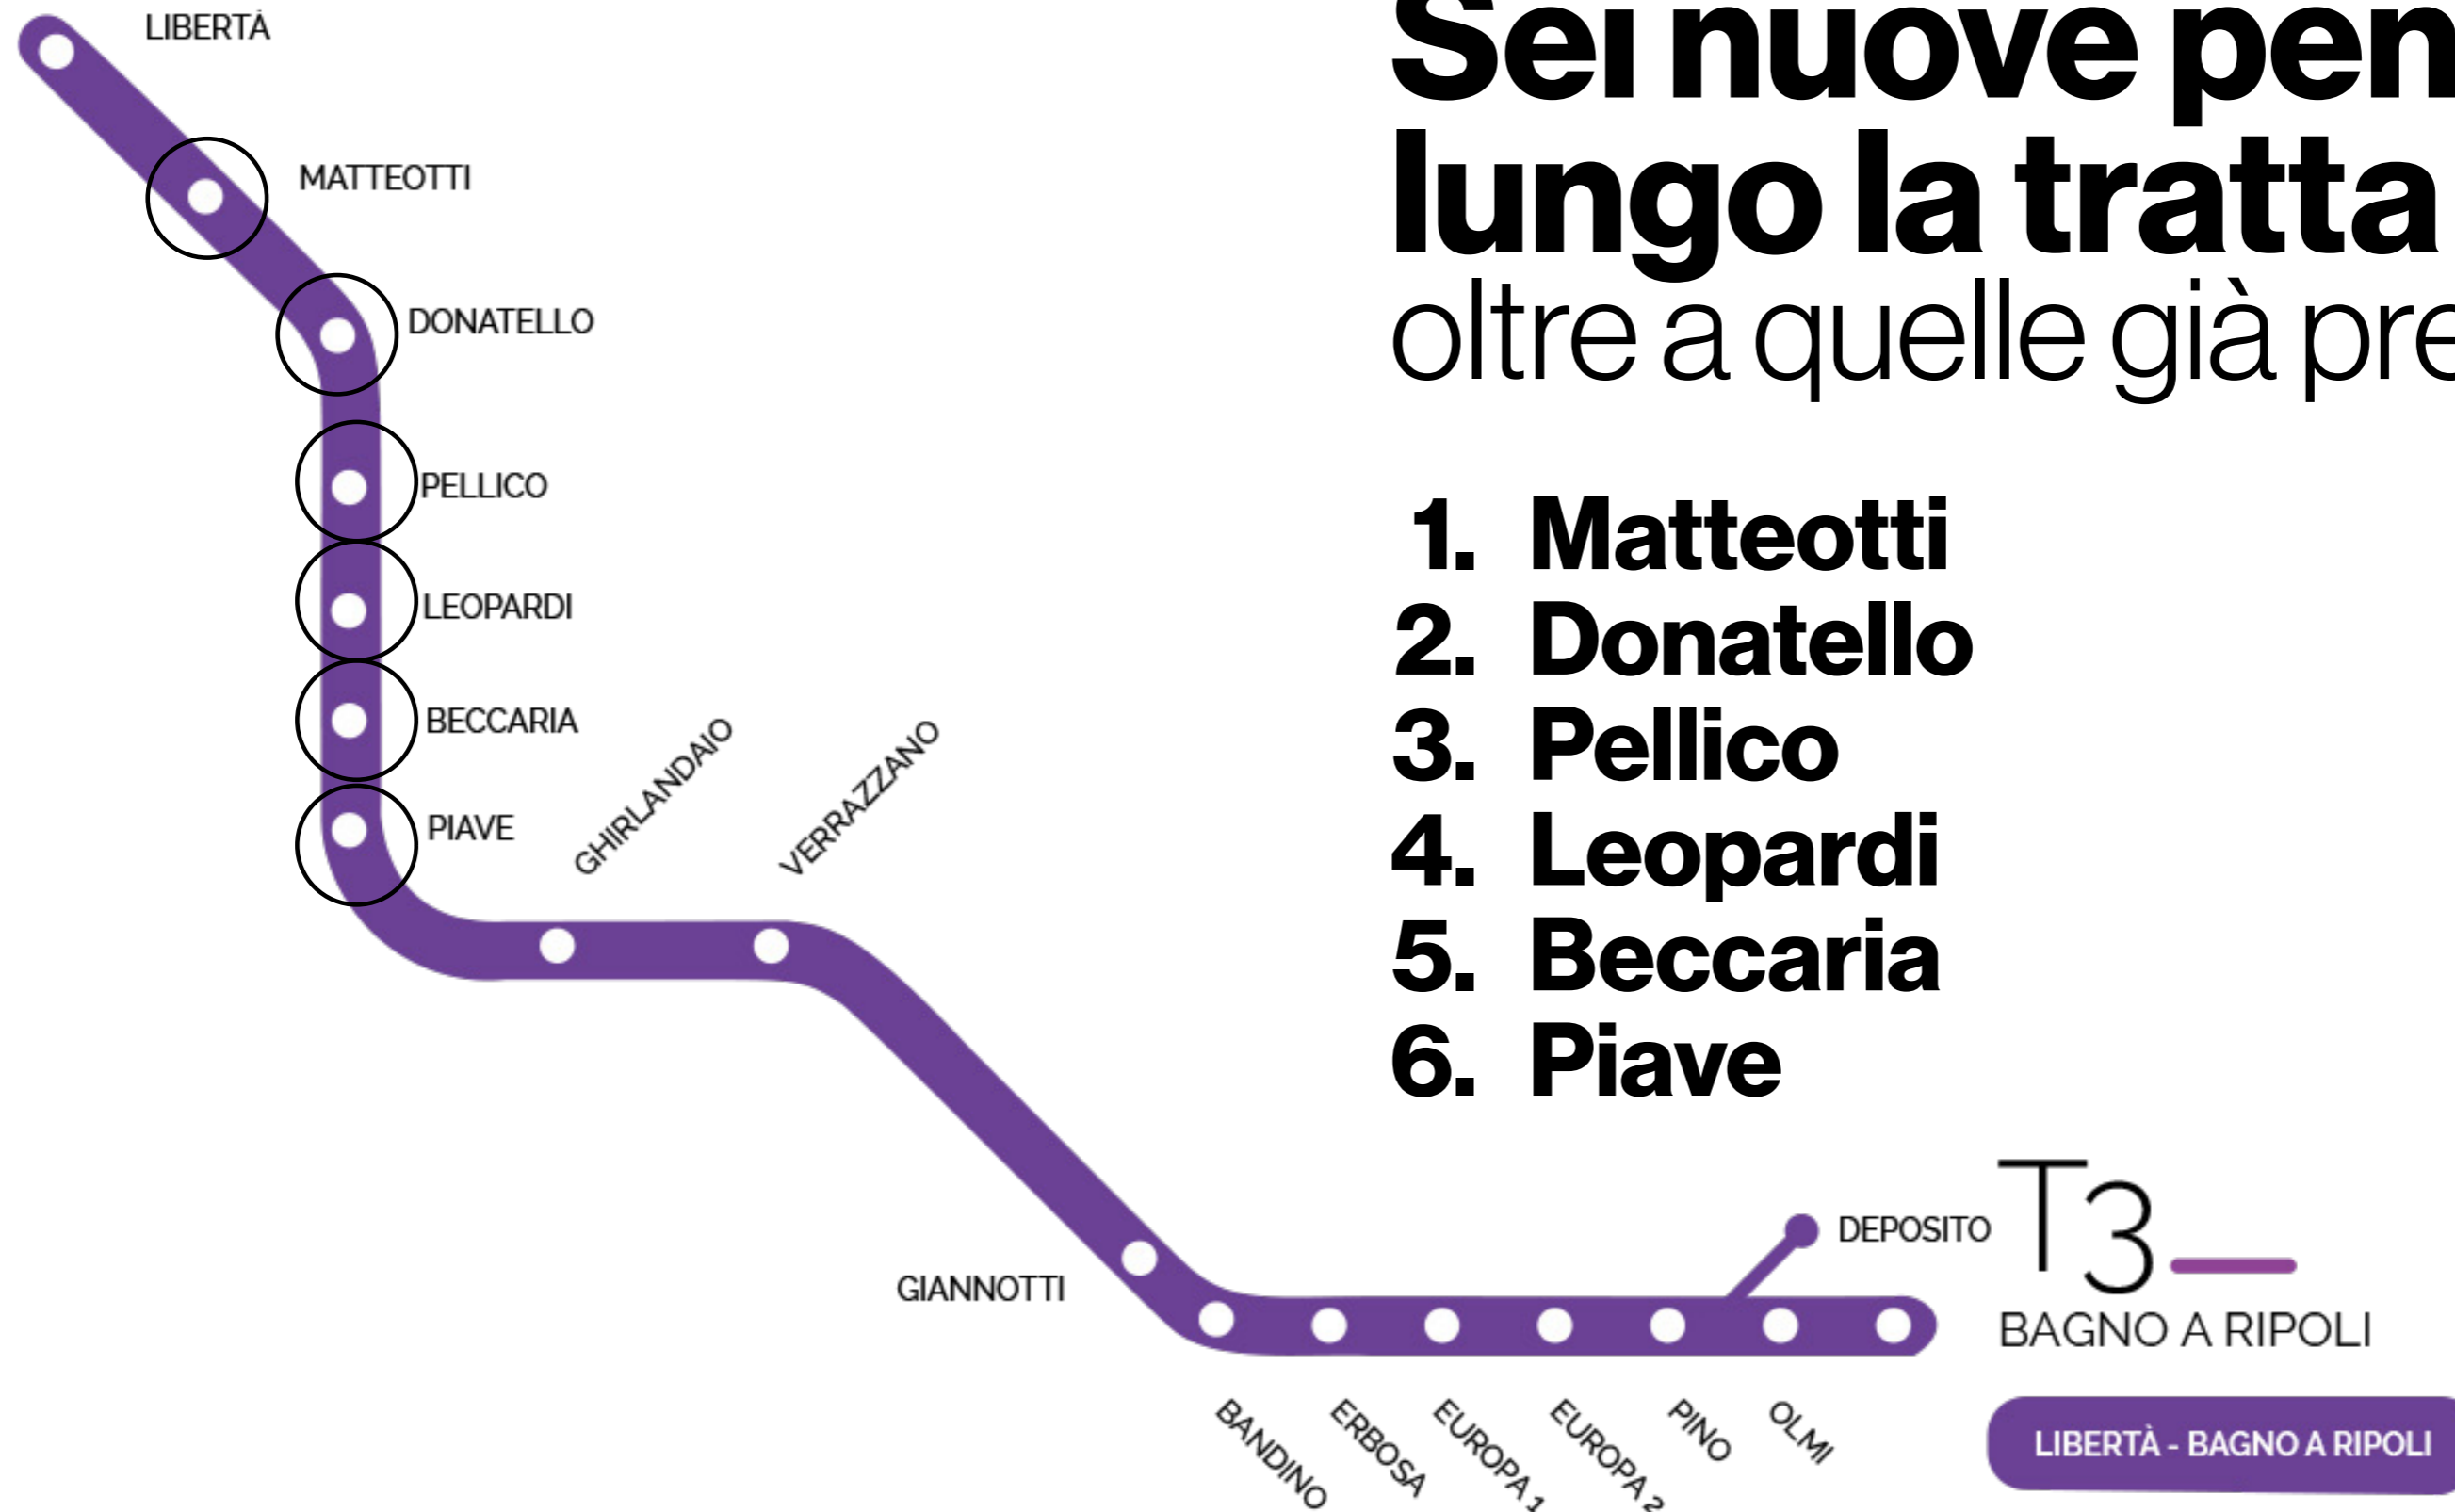 LIBERTÀ
MATTEOTTI
DONATELLO
PELLICO
LEOPARDI
BECCARIA
PIAVE
GHIRLANDAIO
VERRAZZANO
GIANNOTTI
BANDINO
ERBOSA
EUROPA 1
EUROPA 2
PINO
OLMI
DEPOSITO
Sei nuove pen
lungo la tratta
oltre a quelle già pre
1. Matteotti
2. Donatello
3. Pellico
4. Leopardi
5. Beccaria
6. Piave
T3
BAGNO A RIPOLI
LIBERTÀ - BAGNO A RIPOLI